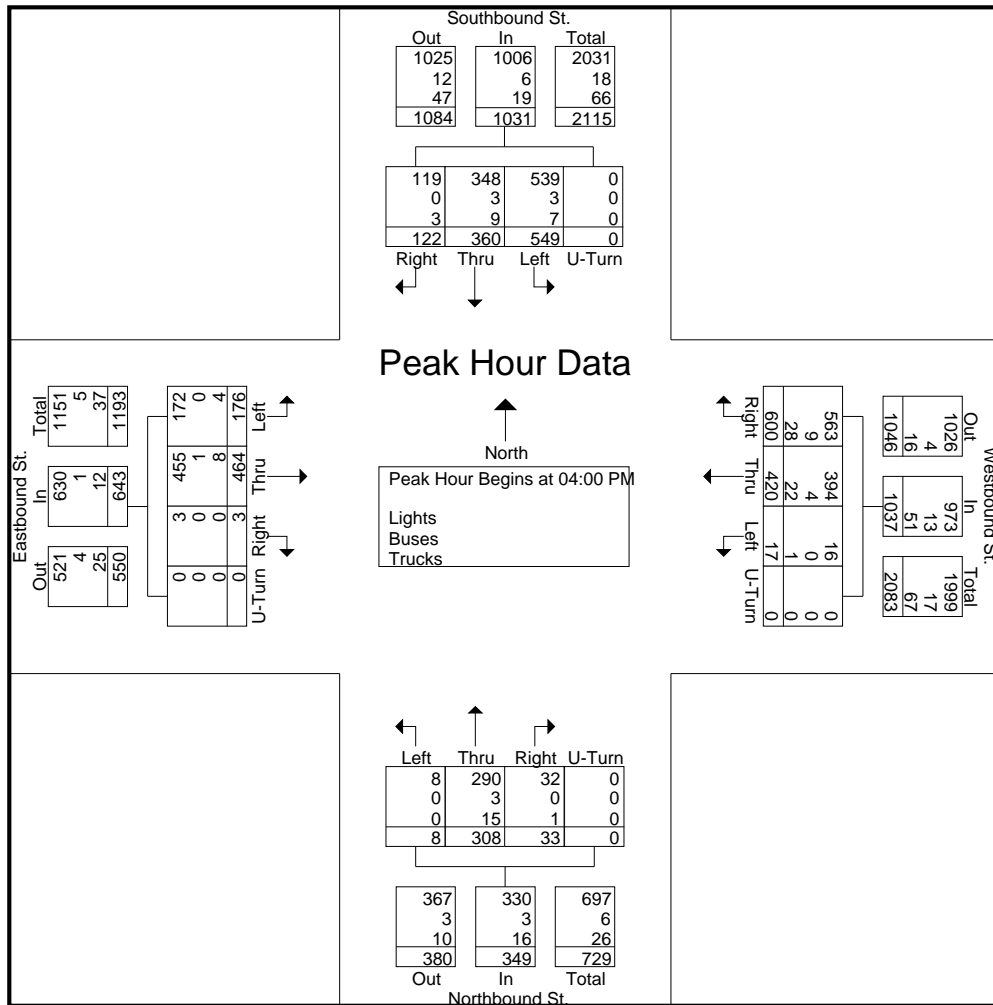 Southbound St.
Out In Total
1025 1006 2031
12 6 18
47 19 66
1084 1031 2115
119 348 539 0
0 3 3 0
3 9 7 0
122 360 549 0
Right Thru Left U-Turn
Peak Hour Data
North
Peak Hour Begins at 04:00 PM
Lights
Buses
Trucks
Eastbound St.
Out In Total
521 630 1151
4 1 5
25 12 37
550 643 1193
U-Turn Right Thru Left
0 3 455 172
0 0 1 0
0 0 8 4
0 3 464 176
Westbound St.
Out In Total
1026 973 1999
4 13 17
16 51 67
1046 1037 2083
563 394 16 0
9 4 0 0
28 22 1 0
600 420 17 0
Right Thru Left U-Turn
Left Thru Right U-Turn
8 290 32 0
0 3 0 0
0 15 1 0
8 308 33 0
367 330 697
3 3 6
10 16 26
380 349 729
Out In Total
Northbound St.